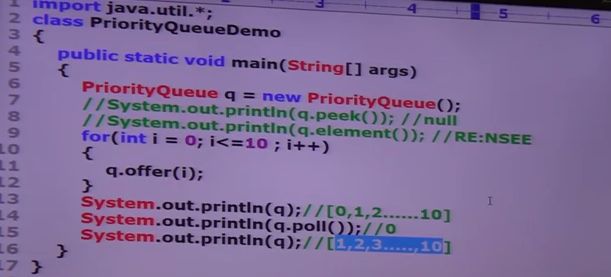 3 4 5 6
1 import java.util.*;
2 class PriorityQueueDemo
3 {
4 public static void main(String[] args)
5 {
6 PriorityQueue q = new PriorityQueue();
7 //System.out.println(q.peek()); //null
8 //System.out.println(q.element()); //RE:NSEE
9 for(int i = 0; i<=10 ; i++)
10 {
11 q.offer(i);
12 }
13 System.out.println(q);//[0,1,2......10]
14 System.out.println(q.poll());//0
15 System.out.println(q);//[1,2,3.....,10]
16 }
17 }